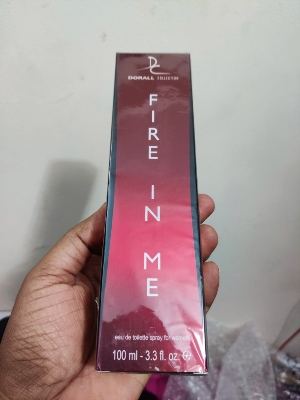 DC
DORALL COLLECTION
FIRE
IN
ME
eau de toilette spray for women
100 ml - 3.3 fl. oz. e